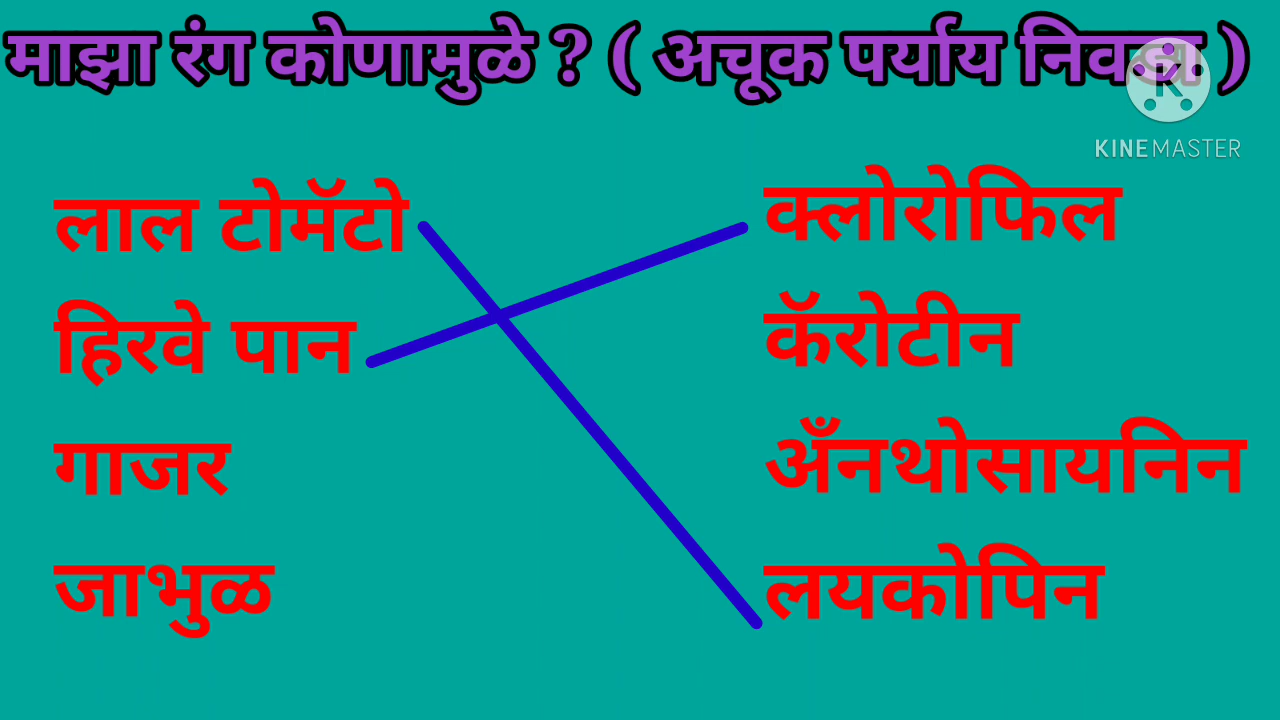 माझा रंग कोणामुळे ? ( अचूक पर्याय निवडा )
K
KINEMASTER
लाल टोमॅटो
हिरवे पान
गाजर
जाभुळ
क्लोरोफिल
कॅरोटीन
अँनथोसायनिन
लयकोपिन